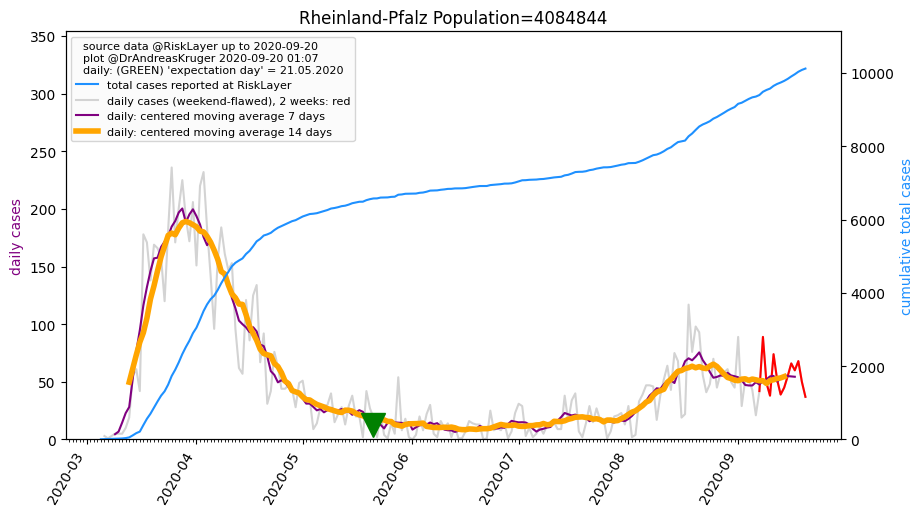 Rheinland-Pfalz Population=4084844
source data @RiskLayer up to 2020-09-20
plot @DrAndreasKruger 2020-09-20 01:07
daily: (GREEN) 'expectation day' = 21.05.2020
total cases reported at RiskLayer
daily cases (weekend-flawed), 2 weeks: red
daily: centered moving average 7 days
daily: centered moving average 14 days
daily cases
350
300
250
200
150
100
50
0
cumulative total cases
10000
8000
6000
4000
2000
0
2020-03
2020-04
2020-05
2020-06
2020-07
2020-08
2020-09